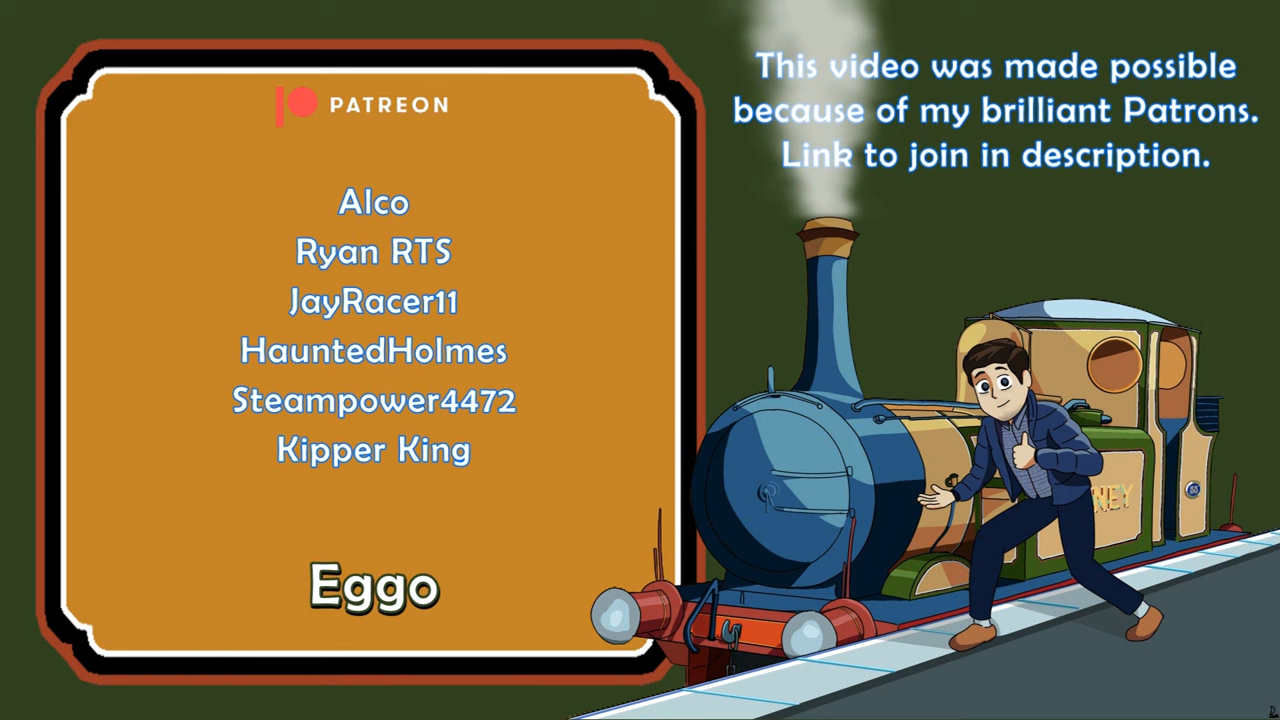 PATREON
Alco
Ryan RTS
JayRacer11
HauntedHolmes
Steampower4472
Kipper King
Eggo
This video was made possible
because of my brilliant Patrons.
Link to join in description.
NEY